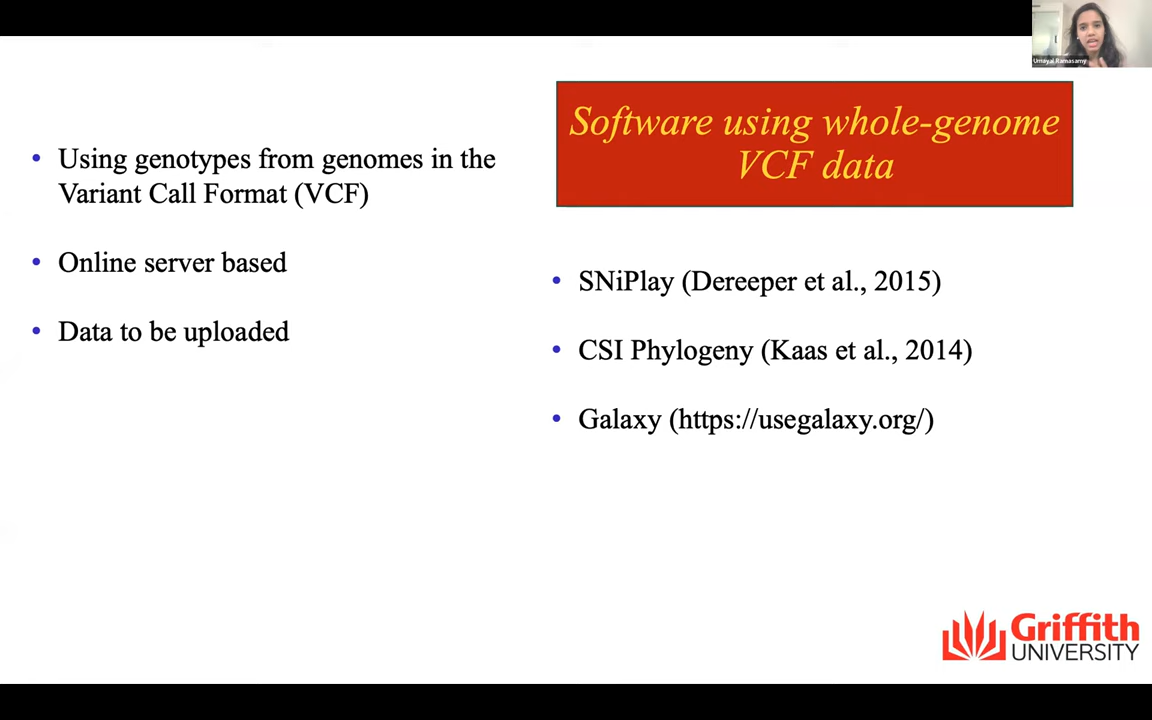 Umayal Ramasamy
Software using whole-genome
VCF data
• Using genotypes from genomes in the
Variant Call Format (VCF)
• Online server based
• Data to be uploaded
• SNiPlay (Dereeper et al., 2015)
• CSI Phylogeny (Kaas et al., 2014)
• Galaxy (https://usegalaxy.org/)
Griffith
UNIVERSITY